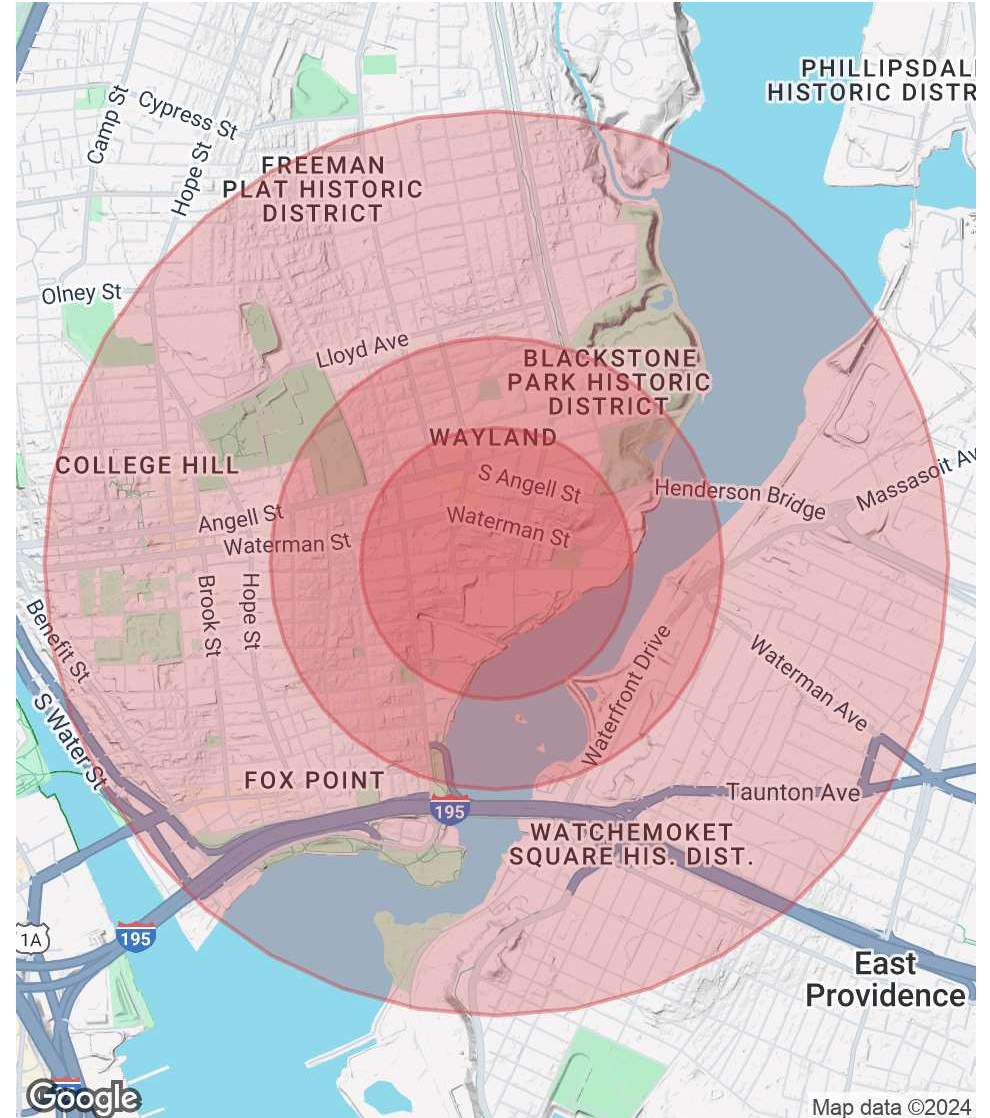 PHILLIPSDAL
HISTORIC DISTR
Camp St
Cypress St
Hope St
FREEMAN
PLAT HISTORIC
DISTRICT
Olney St
Lloyd Ave
BLACKSTONE
PARK HISTORIC
DISTRICT
WAYLAND
COLLEGE HILL
S Angell St
Henderson Bridge
Massasoit Av
Angell St
Waterman St
Waterman St
Brook St
Hope St
Benefit St
Waterfront Drive
Waterman Ave
S Water St
FOX POINT
195
Taunton Ave
WATCHEMOKET
SQUARE HIS. DIST.
1A
195
East
Providence
Google
Map data ©2024